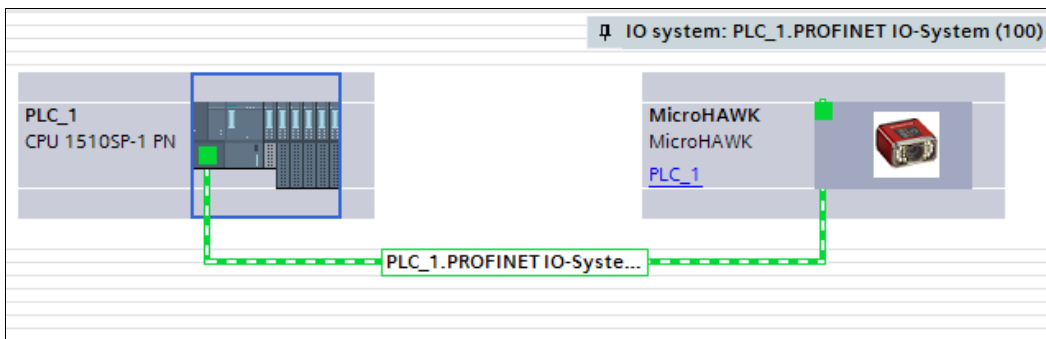 IO system: PLC_1.PROFINET IO-System (100)
PLC_1
CPU 1510SP-1 PN
MicroHAWK
MicroHAWK
PLC_1
PLC_1.PROFINET IO-Syste...